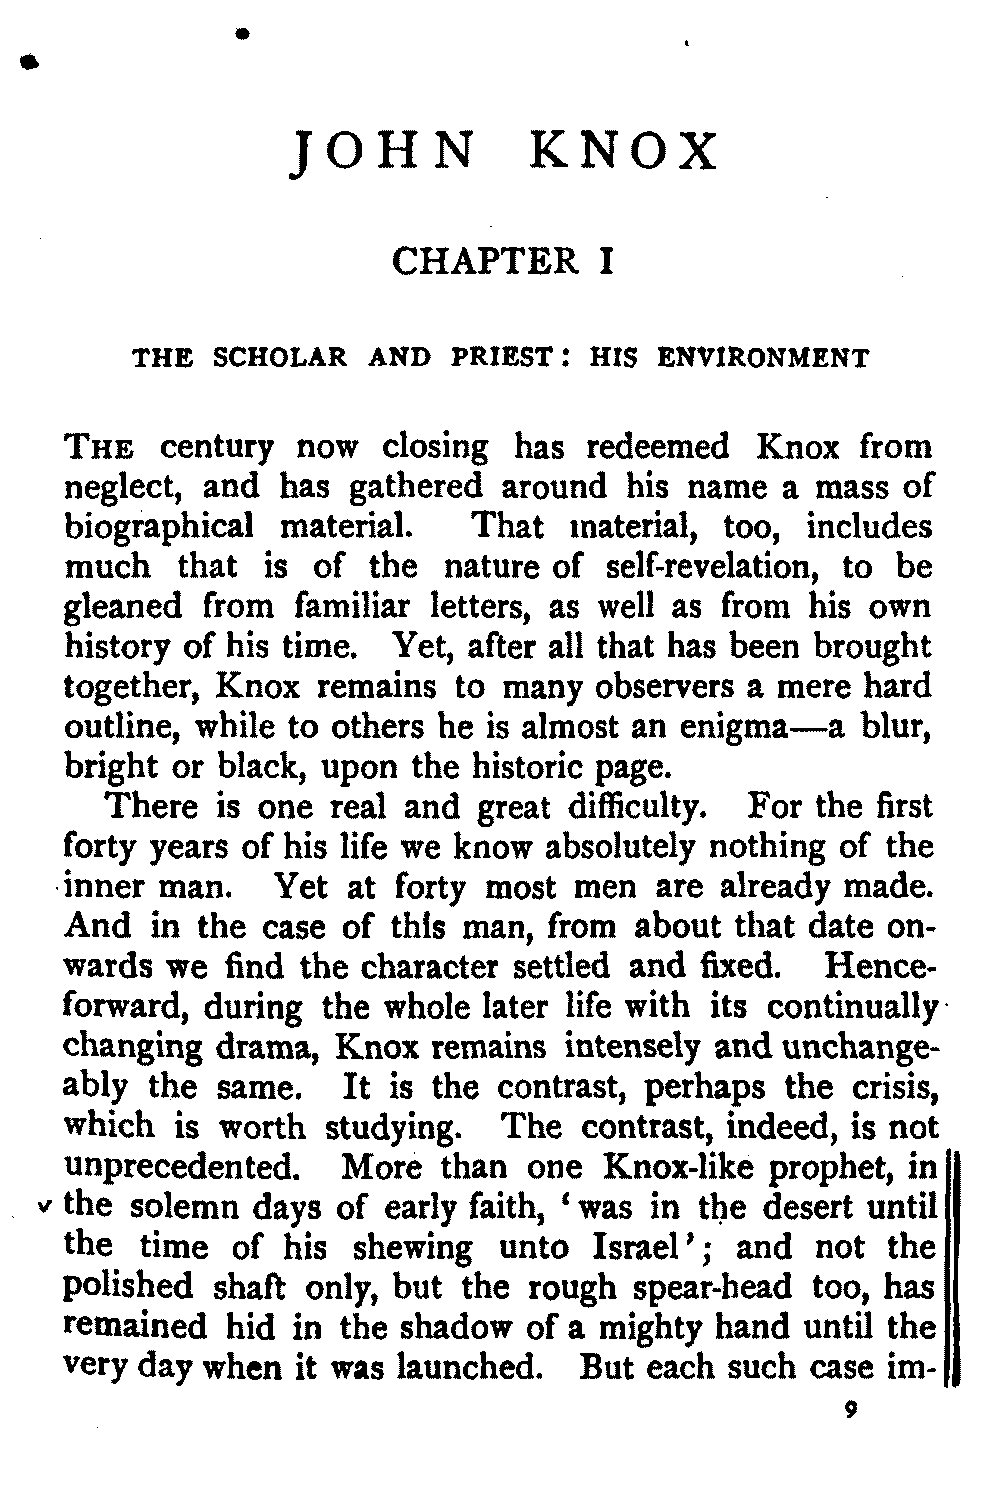 JOHN KNOX
CHAPTER I
THE SCHOLAR AND PRIEST: HIS ENVIRONMENT
THE century now closing has redeemed Knox from
neglect, and has gathered around his name a mass of
biographical material. That material, too, includes
much that is of the nature of self-revelation, to be
gleaned from familiar letters, as well as from his own
history of his time. Yet, after all that has been brought
together, Knox remains to many observers a mere hard
outline, while to others he is almost an enigma—a blur,
bright or black, upon the historic page.
There is one real and great difficulty. For the first
forty years of his life we know absolutely nothing of the
inner man. Yet at forty most men are already made.
And in the case of this man, from about that date on-
wards we find the character settled and fixed. Hence-
forward, during the whole later life with its continually
changing drama, Knox remains intensely and unchange-
ably the same. It is the contrast, perhaps the crisis,
which is worth studying. The contrast, indeed, is not
unprecedented. More than one Knox-like prophet, in
the solemn days of early faith, ‘was in the desert until
the time of his shewing unto Israel’; and not the
polished shaft only, but the rough spear-head too, has
remained hid in the shadow of a mighty hand until the
very day when it was launched. But each such case im-
9